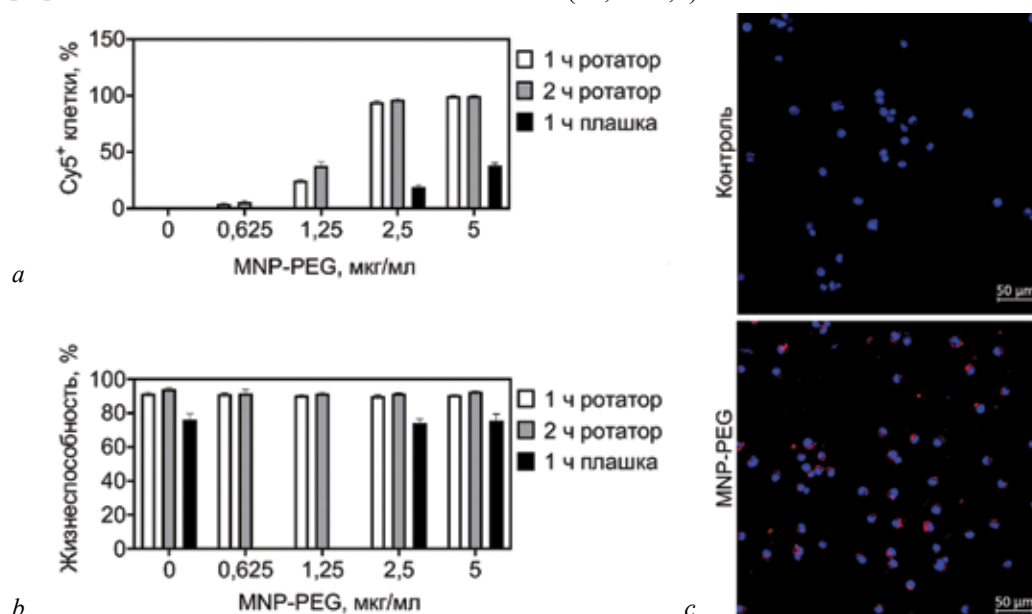 150
100
50
0
Cy5⁺ клетки, %
0 0,625 1,25 2,5 5
MNP-PEG, мкг/мл
1 ч ротатор
2 ч ротатор
1 ч плашка
a
100
80
60
40
20
0
Жизнеспособность, %
0 0,625 1,25 2,5 5
MNP-PEG, мкг/мл
1 ч ротатор
2 ч ротатор
1 ч плашка
b
Контроль
50 µm
MNP-PEG
50 µm
c